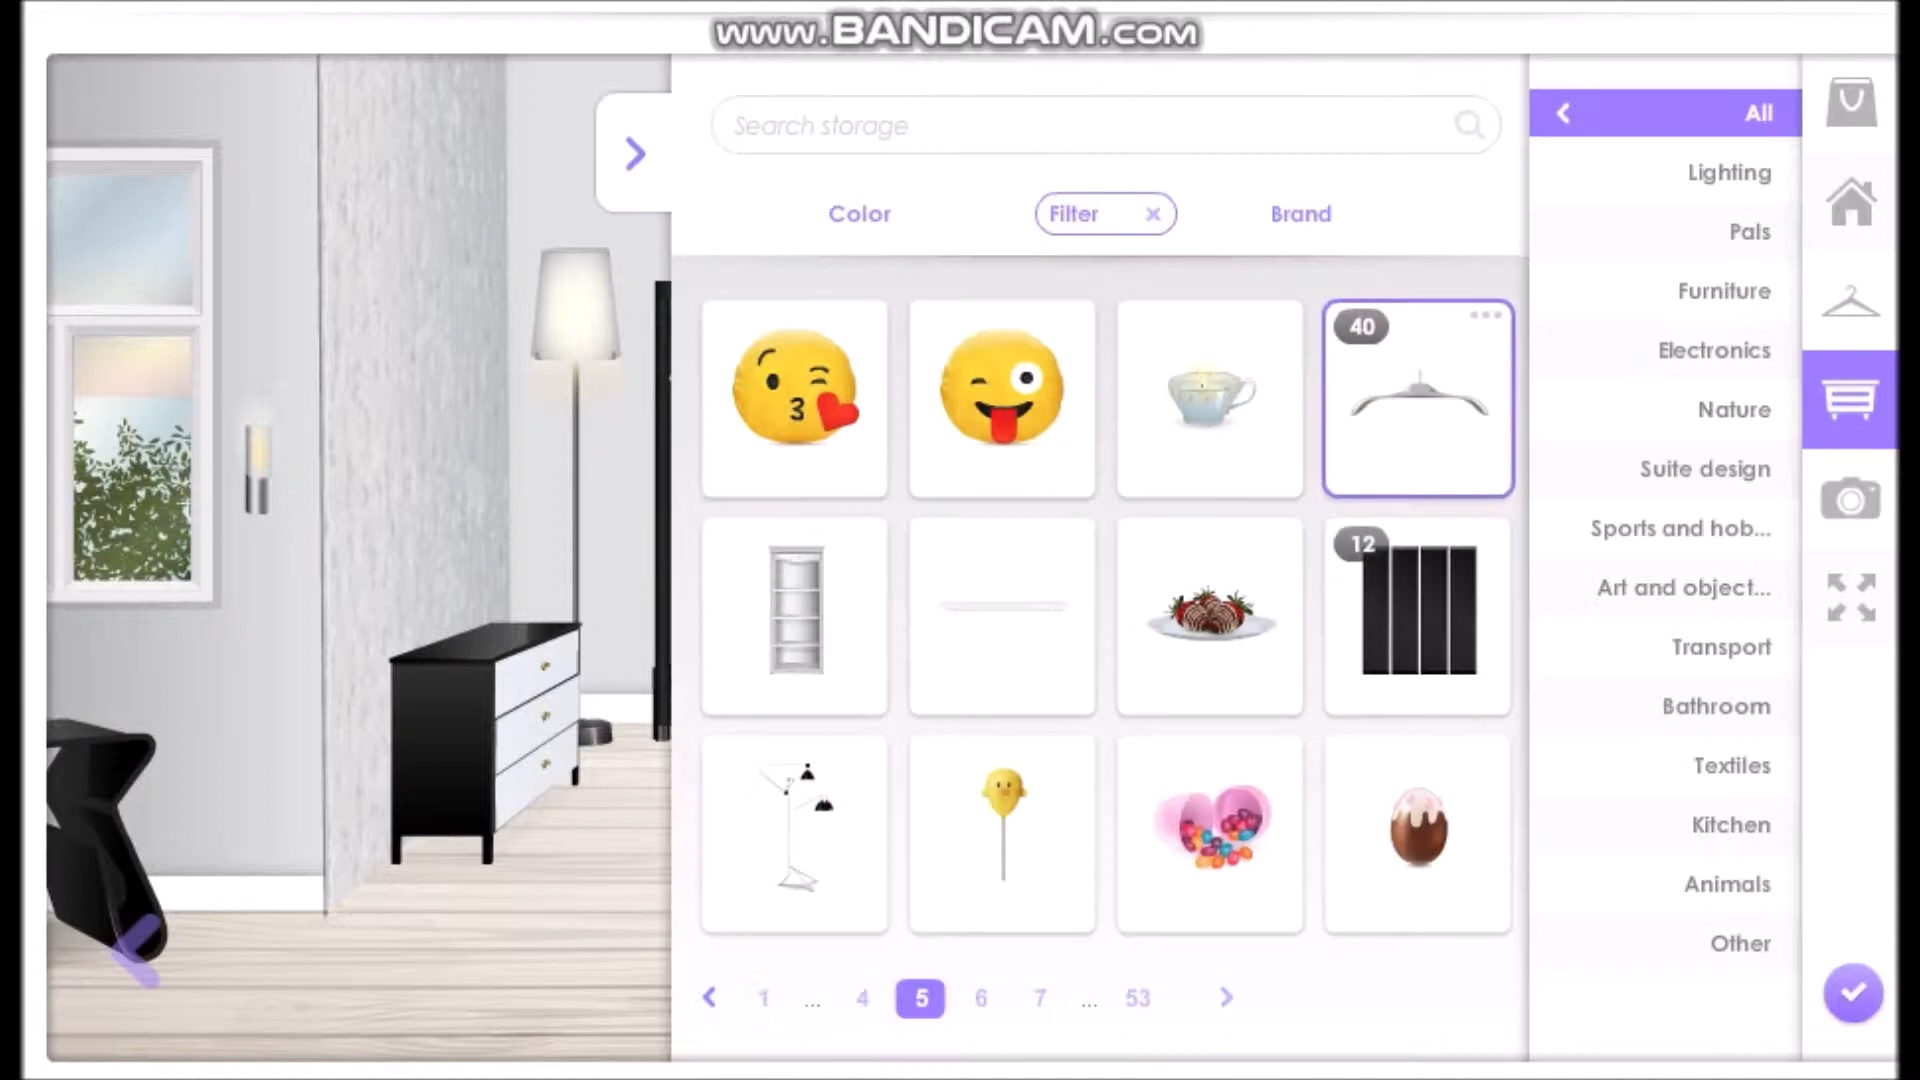 www.BANDICAM.com
Search storage
Color
Filter
Brand
40
12
1 ... 4 5 6 7 ... 53
All
Lighting
Pals
Furniture
Electronics
Nature
Suite design
Sports and hob...
Art and object...
Transport
Bathroom
Textiles
Kitchen
Animals
Other